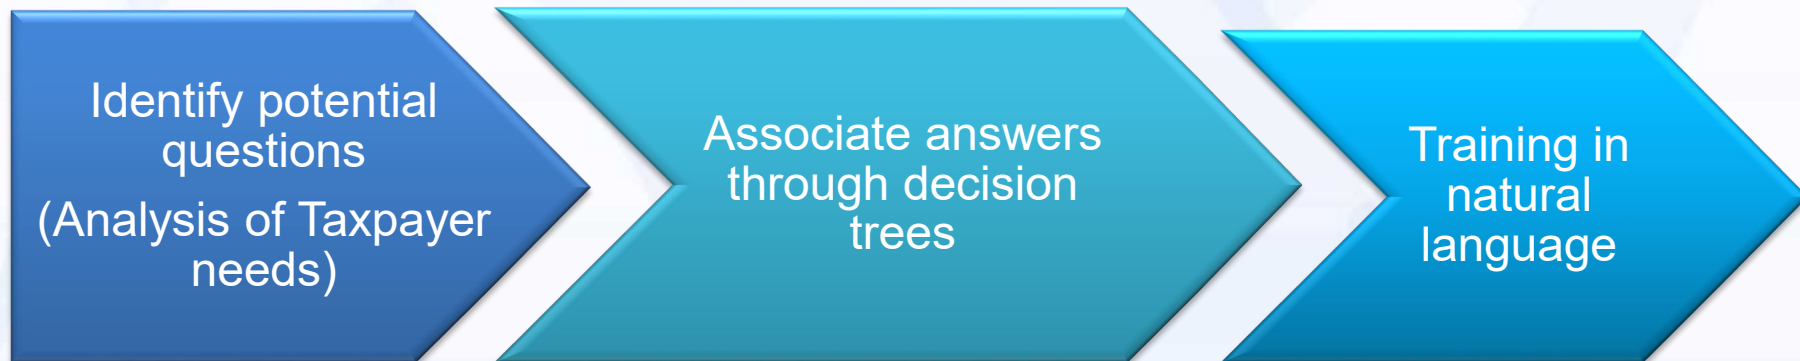 Identify potential
questions
(Analysis of Taxpayer
needs)
Associate answers
through decision
trees
Training in
natural
language